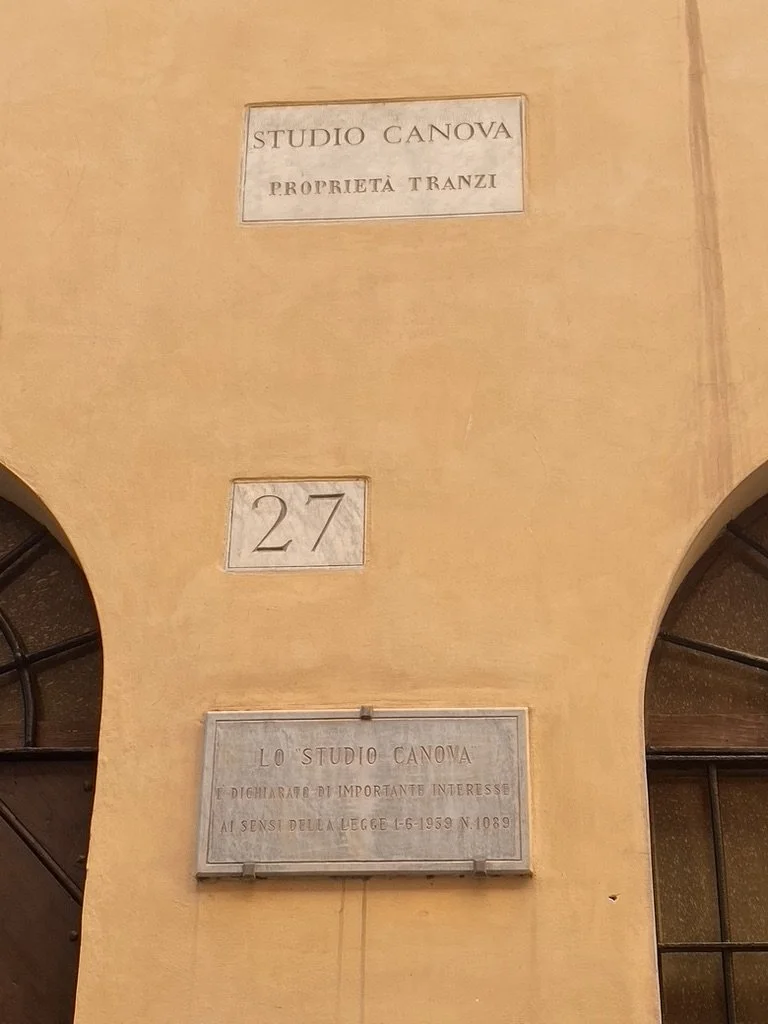 STUDIO CANOVA
PROPRIETÀ TRANZI
27
LO "STUDIO CANOVA"
È DICHIARATO DI IMPORTANTE INTERESSE
AI SENSI DELLA LEGGE 1-6-1939 N.1089